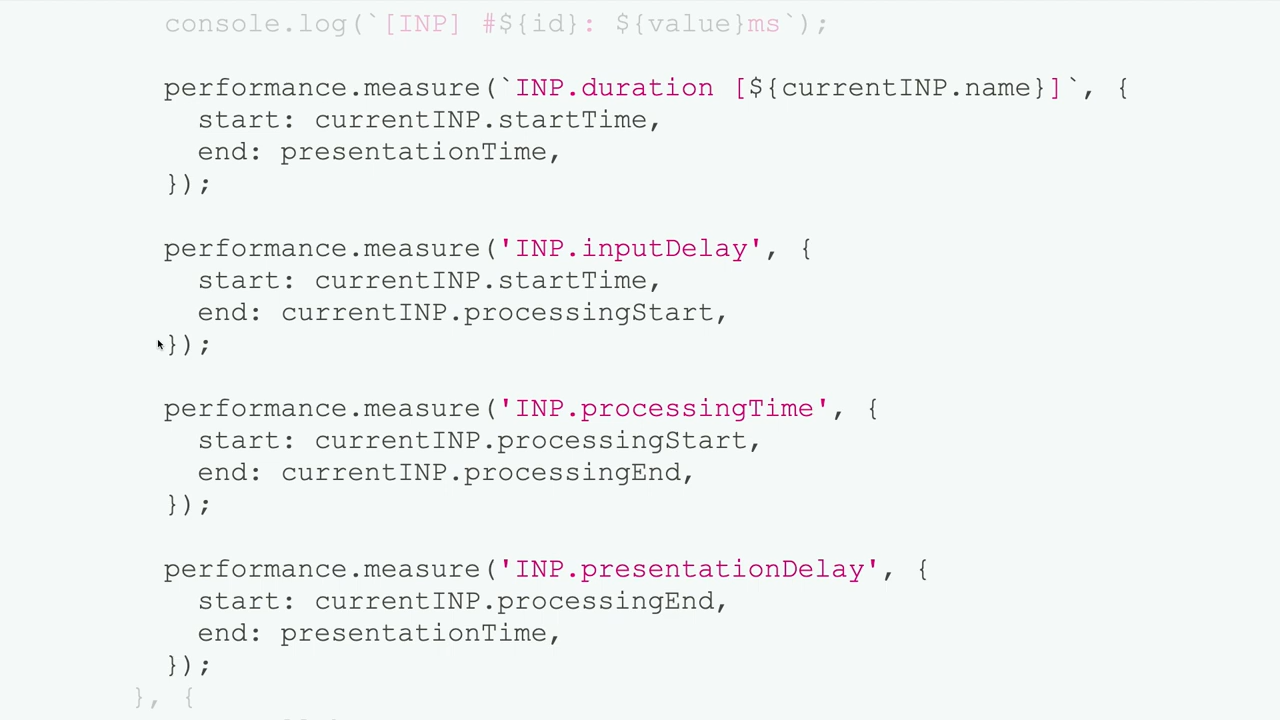 console.log(`[INP] #${id}: ${value}ms`);
performance.measure(`INP.duration [${currentINP.name}]`, {
start: currentINP.startTime,
end: presentationTime,
});
performance.measure('INP.inputDelay', {
start: currentINP.startTime,
end: currentINP.processingStart,
});
performance.measure('INP.processingTime', {
start: currentINP.processingStart,
end: currentINP.processingEnd,
});
performance.measure('INP.presentationDelay', {
start: currentINP.processingEnd,
end: presentationTime,
});
}, {